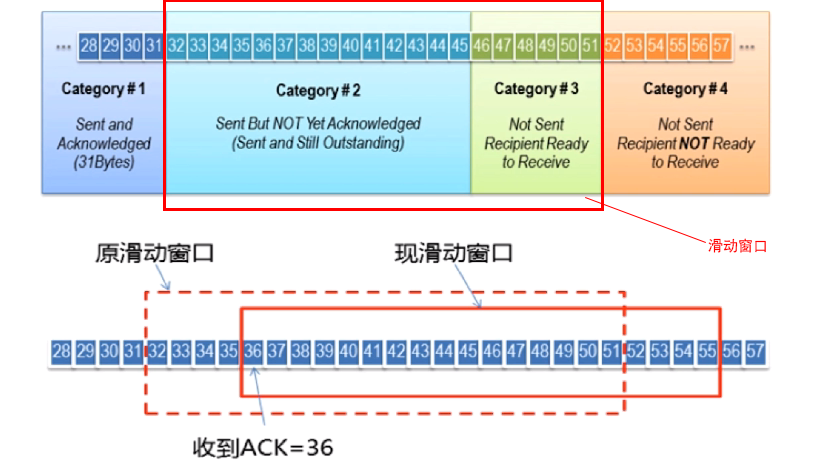 ... 28 29 30 31 32 33 34 35 36 37 38 39 40 41 42 43 44 45 46 47 48 49 50 51 52 53 54 55 56 57 ...
Category # 1
Sent and
Acknowledged
(31Bytes)
Category # 2
Sent But NOT Yet Acknowledged
(Sent and Still Outstanding)
Category # 3
Not Sent
Recipient Ready
to Receive
Category # 4
Not Sent
Recipient NOT Ready
to Receive
滑动窗口
原滑动窗口
现滑动窗口
28 29 30 31 32 33 34 35 36 37 38 39 40 41 42 43 44 45 46 47 48 49 50 51 52 53 54 55 56 57
收到ACK=36